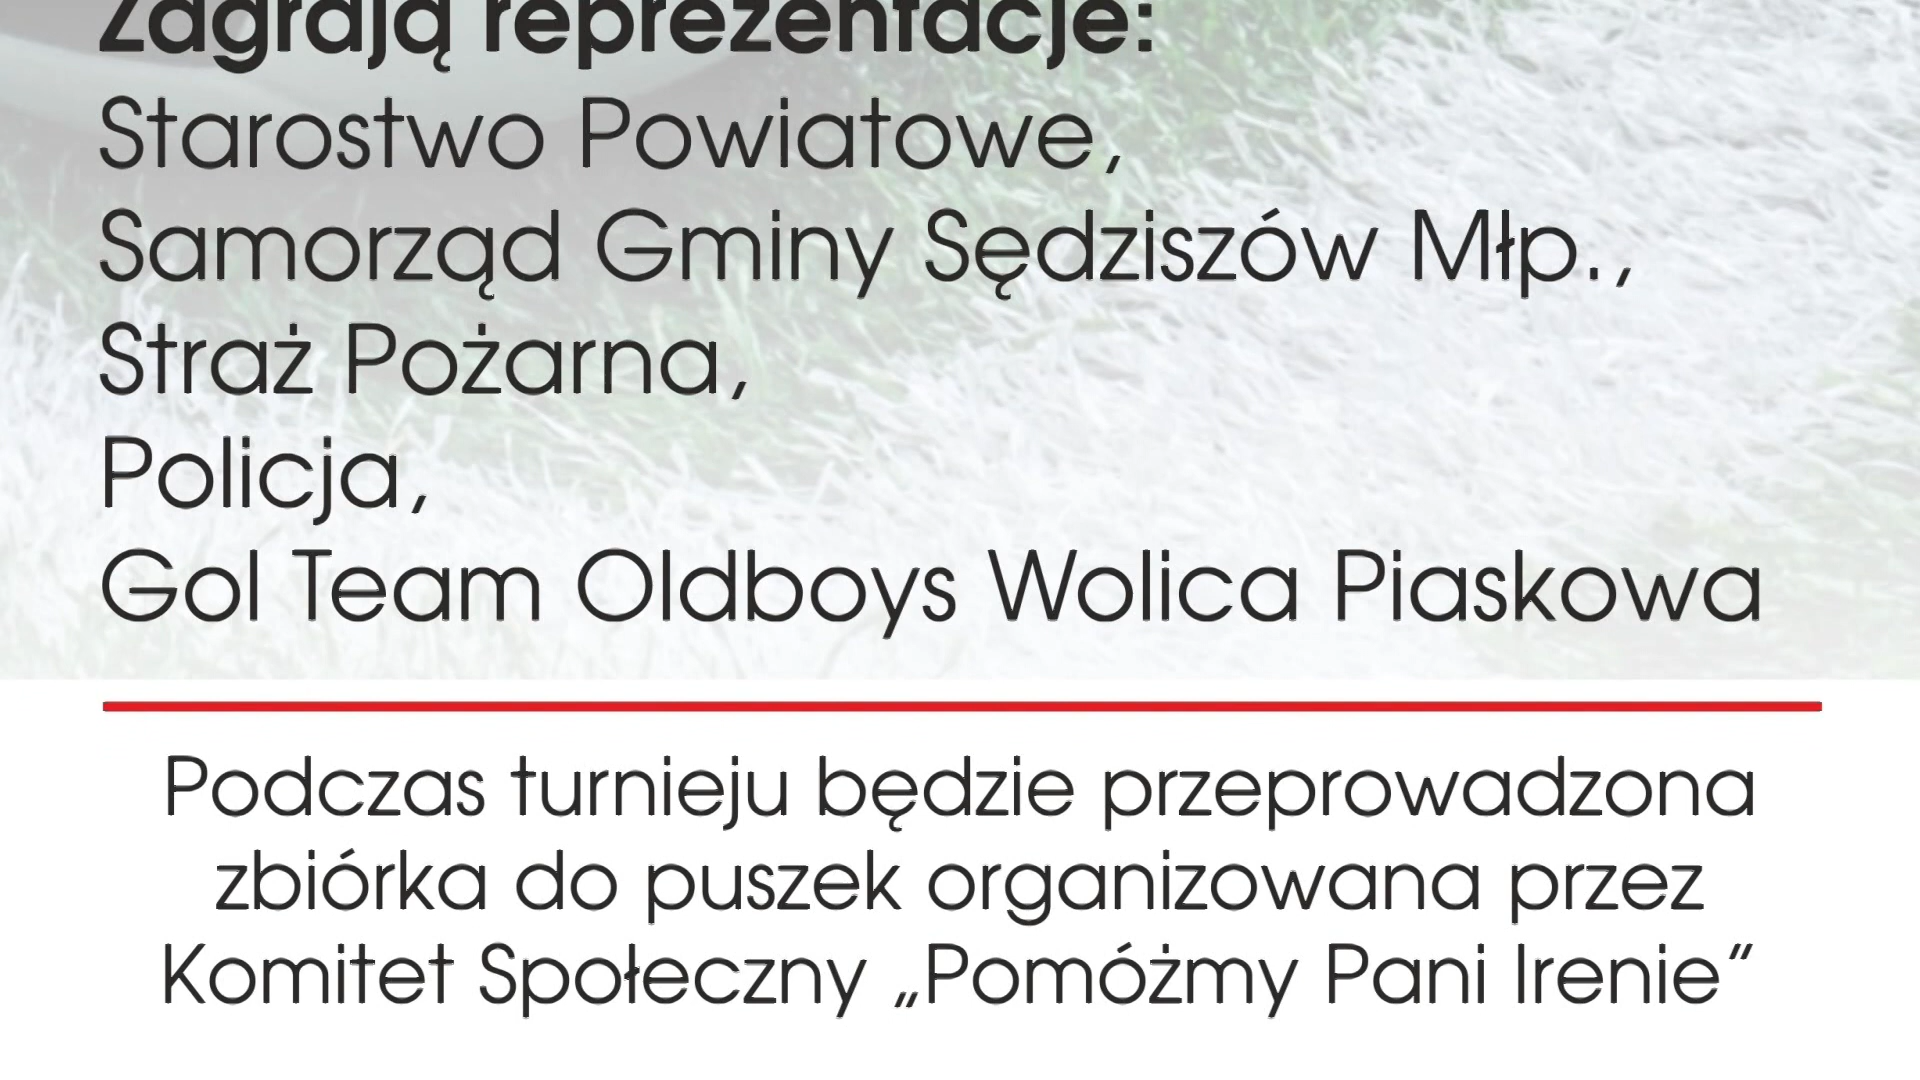 Zagrają reprezentacje:
Starostwo Powiatowe,
Samorząd Gminy Sędziszów Młp.,
Straż Pożarna,
Policja,
Gol Team Oldboys Wolica Piaskowa
Podczas turnieju będzie przeprowadzona
zbiórka do puszek organizowana przez
Komitet Społeczny „Pomóżmy Pani Irenie”